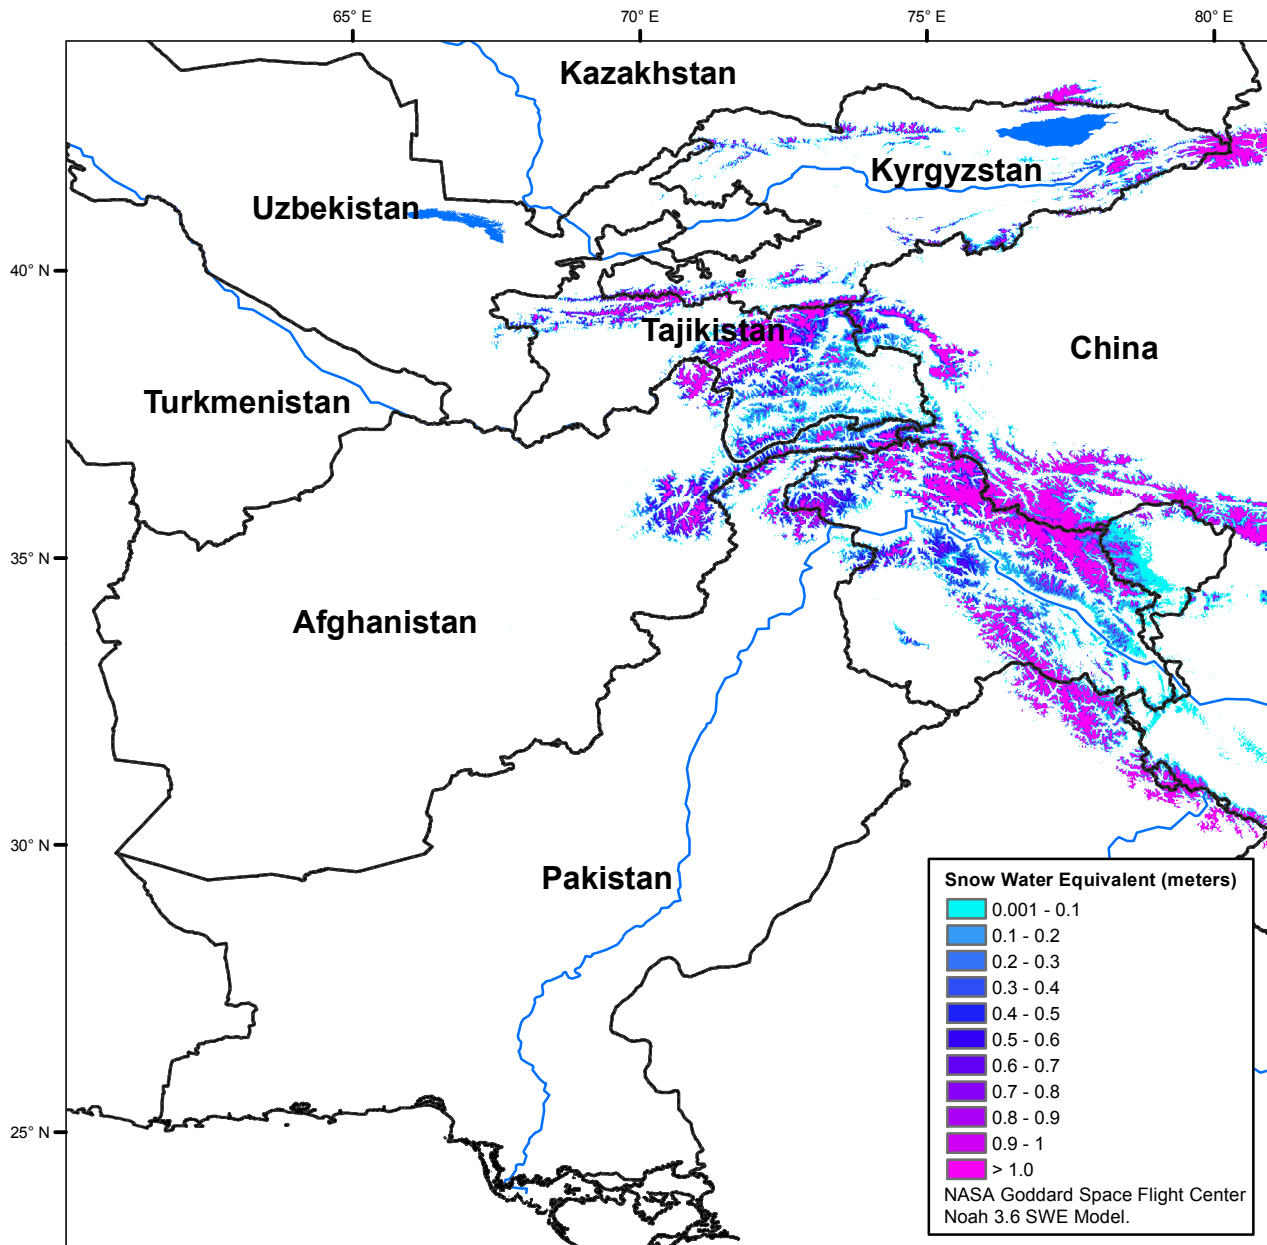 65° E
70° E
75° E
80° E
Kazakhstan
Kyrgyzstan
Uzbekistan
40° N
Tajikistan
China
Turkmenistan
35° N
Afghanistan
30° N
Pakistan
25° N
Snow Water Equivalent (meters)
0.001 - 0.1
0.1 - 0.2
0.2 - 0.3
0.3 - 0.4
0.4 - 0.5
0.5 - 0.6
0.6 - 0.7
0.7 - 0.8
0.8 - 0.9
0.9 - 1
> 1.0
NASA Goddard Space Flight Center
Noah 3.6 SWE Model.